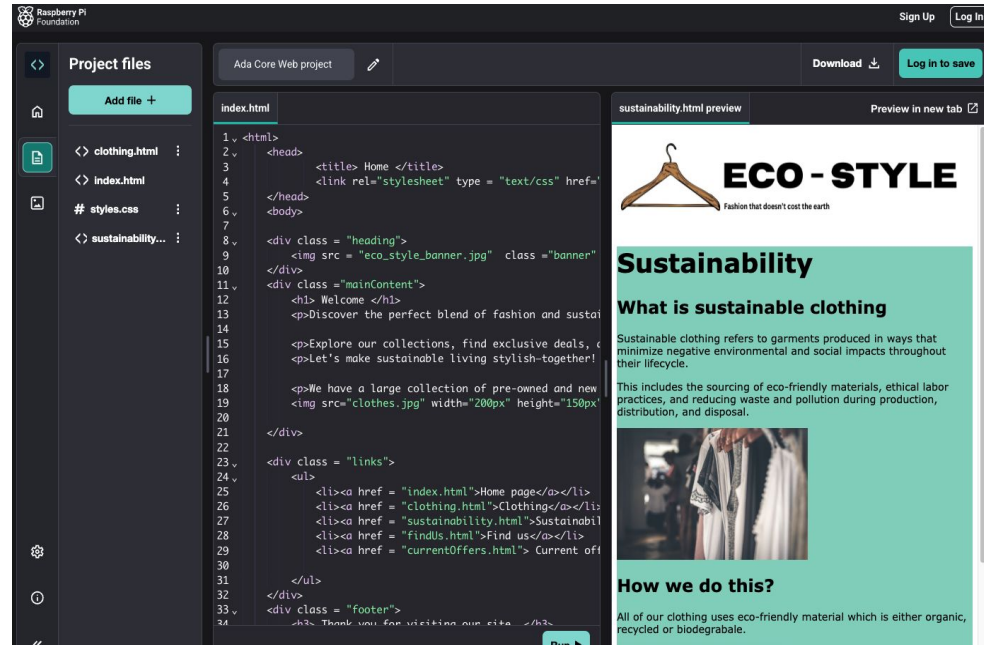 Raspberry Pi
Foundation
Sign Up
Log In
Project files
Add file +
clothing.html
index.html
# styles.css
sustainability...
Ada Core Web project
Download
Log in to save
index.html
1 <html>
2 <head>
3 <title> Home </title>
4 <link rel="stylesheet" type = "text/css" href="
5 </head>
6 <body>
7
8 <div class = "heading">
9 <img src = "eco_style_banner.jpg" class ="banner"
10 </div>
11 <div class ="mainContent">
12 <h1> Welcome </h1>
13 <p>Discover the perfect blend of fashion and sustai
14
15 <p>Explore our collections, find exclusive deals,
16 <p>Let's make sustainable living stylish—together!
17
18 <p>We have a large collection of pre-owned and new
19 <img src="clothes.jpg" width="200px" height="150px"
20
21 </div>
22
23 <div class = "links">
24 <ul>
25 <li><a href = "index.html">Home page</a></li>
26 <li><a href = "clothing.html">Clothing</a></li>
27 <li><a href = "sustainability.html">Sustainabil
28 <li><a href = "findUs.html">Find us</a></li>
29 <li><a href = "currentOffers.html"> Current off
30
31 </ul>
32 </div>
33 <div class = "footer">
34 <h3> Thank you for visiting our site. </h3>
Run
sustainability.html preview
Preview in new tab
ECO - STYLE
Fashion that doesn't cost the earth
Sustainability
What is sustainable clothing
Sustainable clothing refers to garments produced in ways that
minimize negative environmental and social impacts throughout
their lifecycle.
This includes the sourcing of eco-friendly materials, ethical labor
practices, and reducing waste and pollution during production,
distribution, and disposal.
How we do this?
All of our clothing uses eco-friendly material which is either organic,
recycled or biodegrabale.